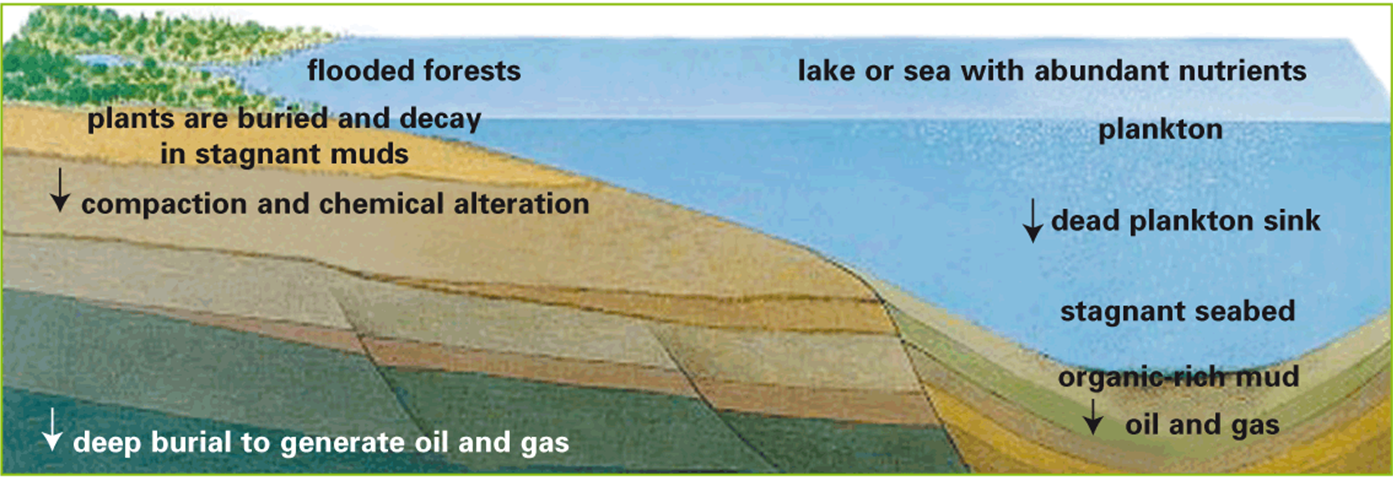 flooded forests
plants are buried and decay
in stagnant muds
compaction and chemical alteration
deep burial to generate oil and gas
lake or sea with abundant nutrients
plankton
dead plankton sink
stagnant seabed
organic-rich mud
oil and gas